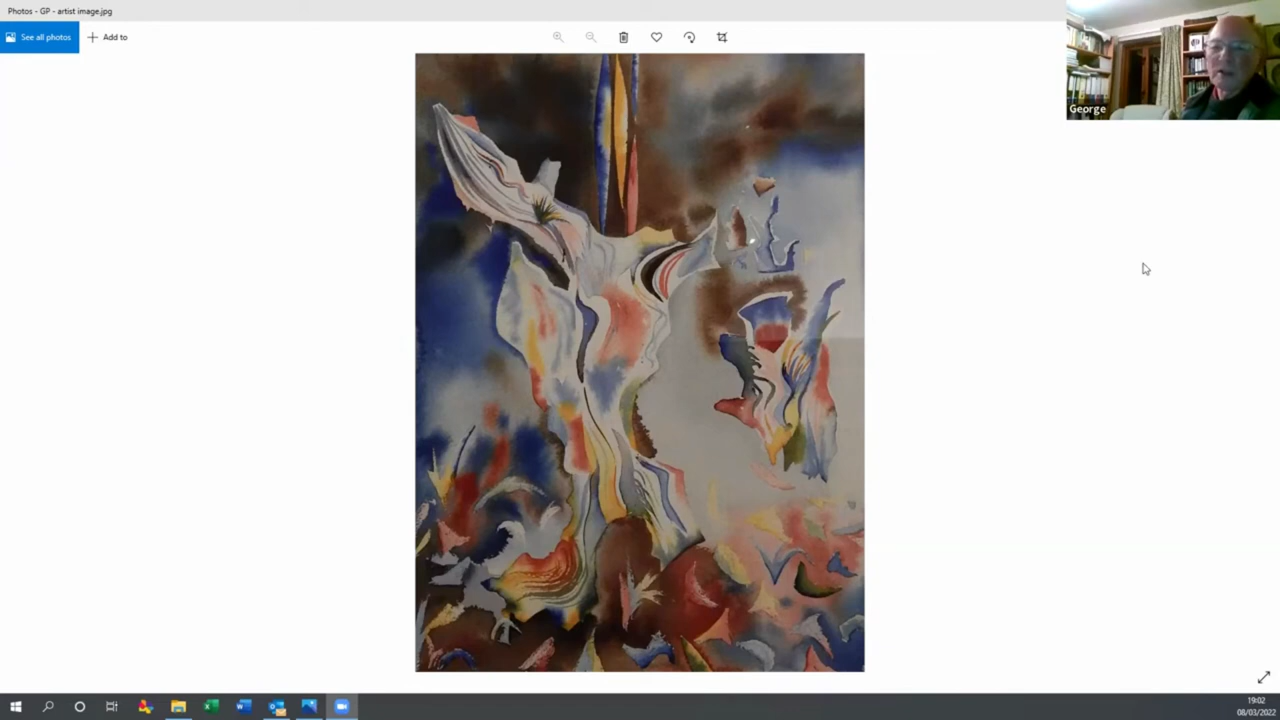 Photos - GP - artist image.jpg
See all photos
Add to
George
19:02
08/03/2022